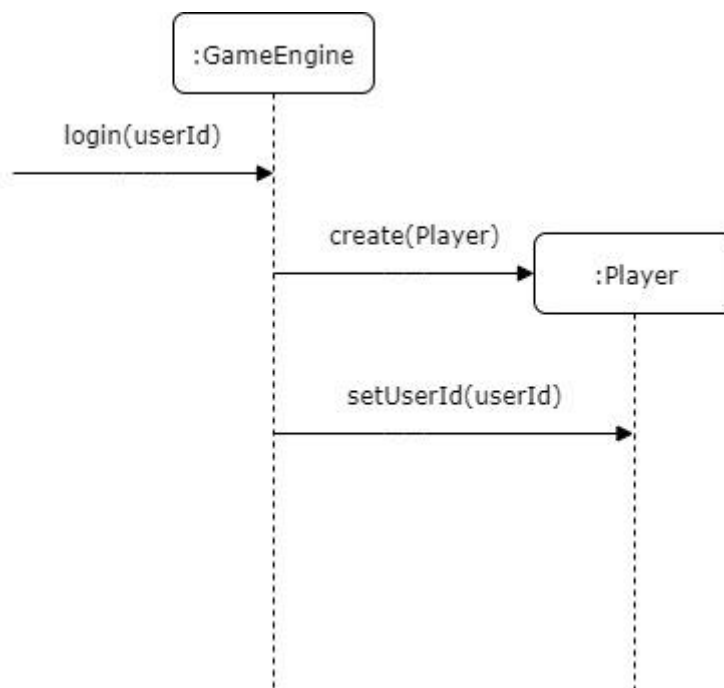 :GameEngine
login(userId)
create(Player)
:Player
setUserId(userId)